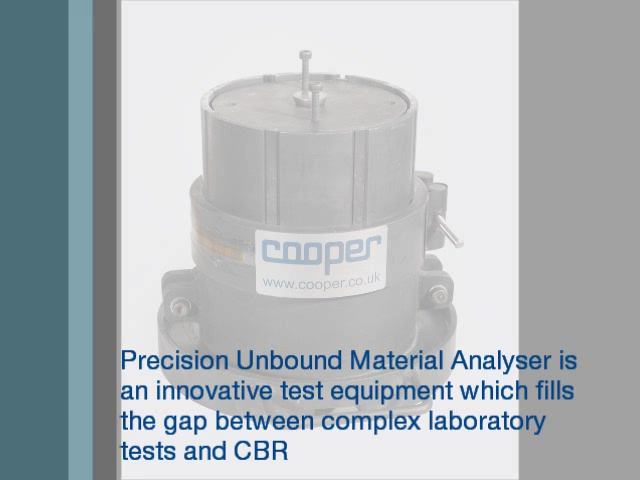 cooper
www.cooper.co.uk
Precision Unbound Material Analyser is
an innovative test equipment which fills
the gap between complex laboratory
tests and CBR